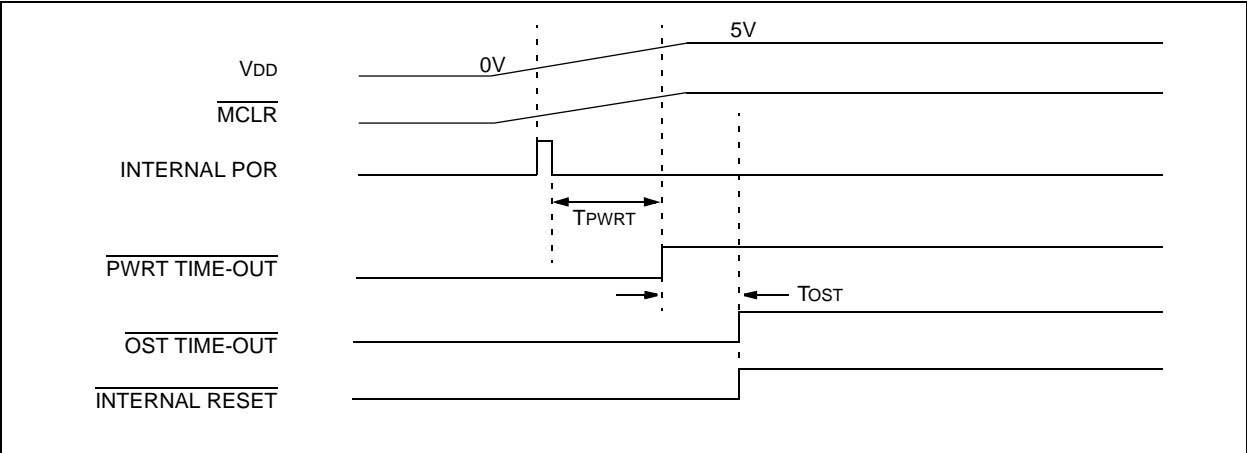 5V
VDD
0V
MCLR
INTERNAL POR
TPWRT
PWRT TIME-OUT
TOST
OST TIME-OUT
INTERNAL RESET